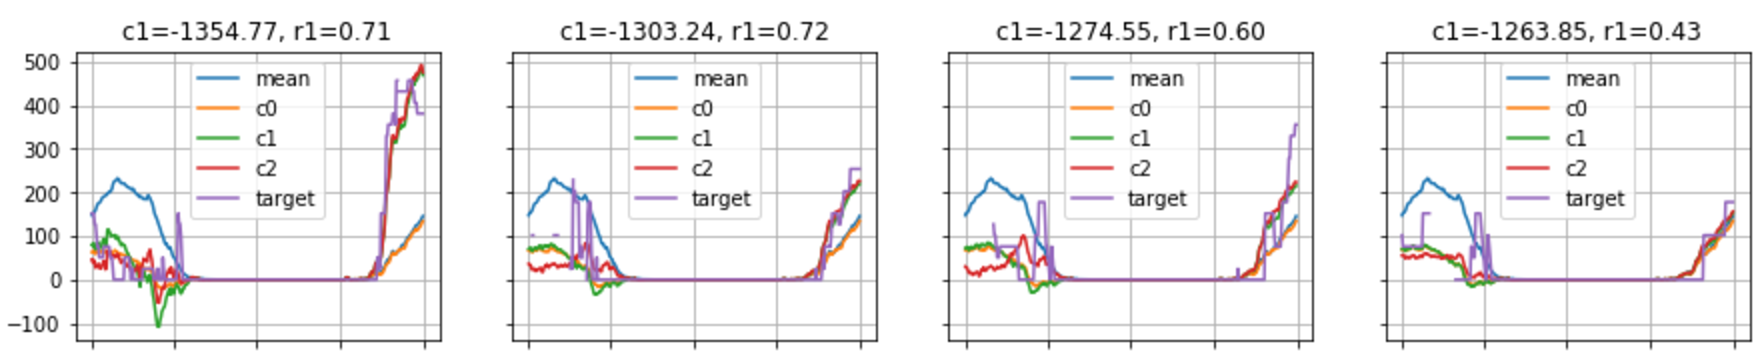 c1=-1354.77, r1=0.71
500
400
300
200
100
0
−100
mean
c0
c1
c2
target
c1=-1303.24, r1=0.72
mean
c0
c1
c2
target
c1=-1274.55, r1=0.60
mean
c0
c1
c2
target
c1=-1263.85, r1=0.43
mean
c0
c1
c2
target